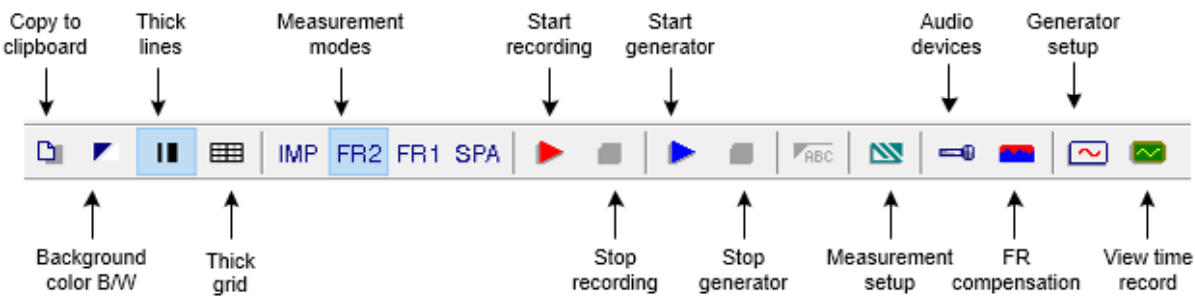 Copy to
clipboard
Thick
lines
Measurement
modes
Start
recording
Start
generator
Audio
devices
Generator
setup
IMP FR2 FR1 SPA
ABC
Background
color B/W
Thick
grid
Stop
recording
Stop
generator
Measurement
setup
FR
compensation
View time
record